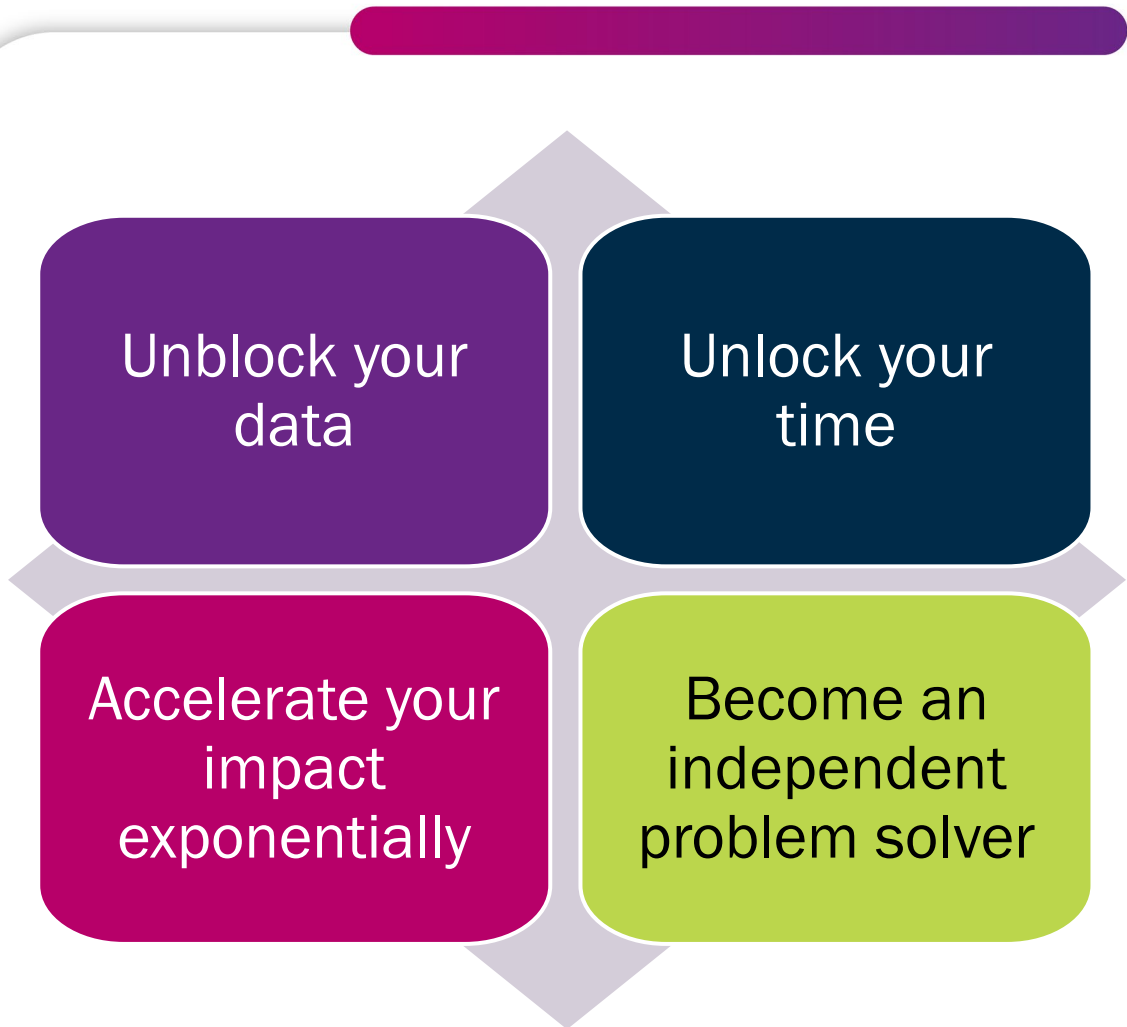 Unblock your
data
Unlock your
time
Accelerate your
impact
exponentially
Become an
independent
problem solver